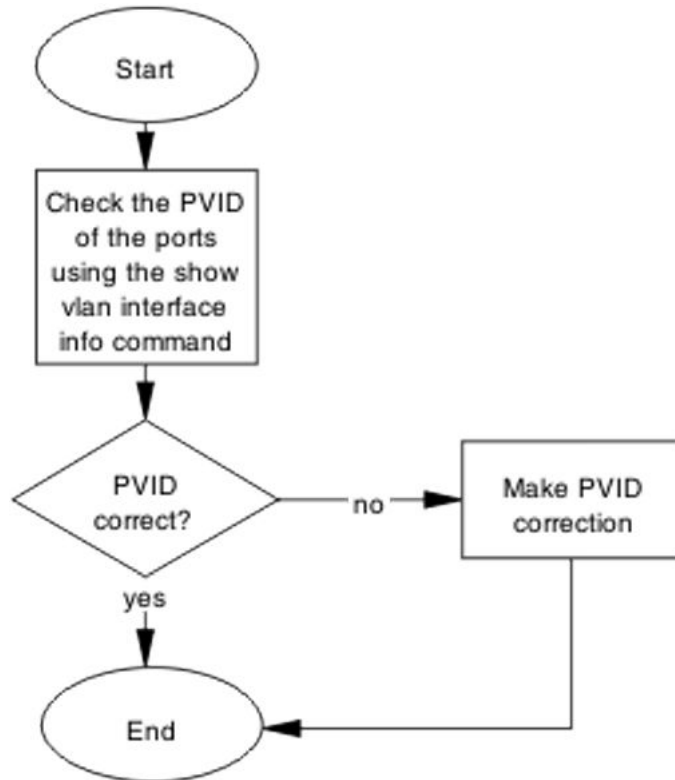 Start
Check the PVID
of the ports
using the show
vlan interface
info command
PVID
correct?
no
Make PVID
correction
yes
End